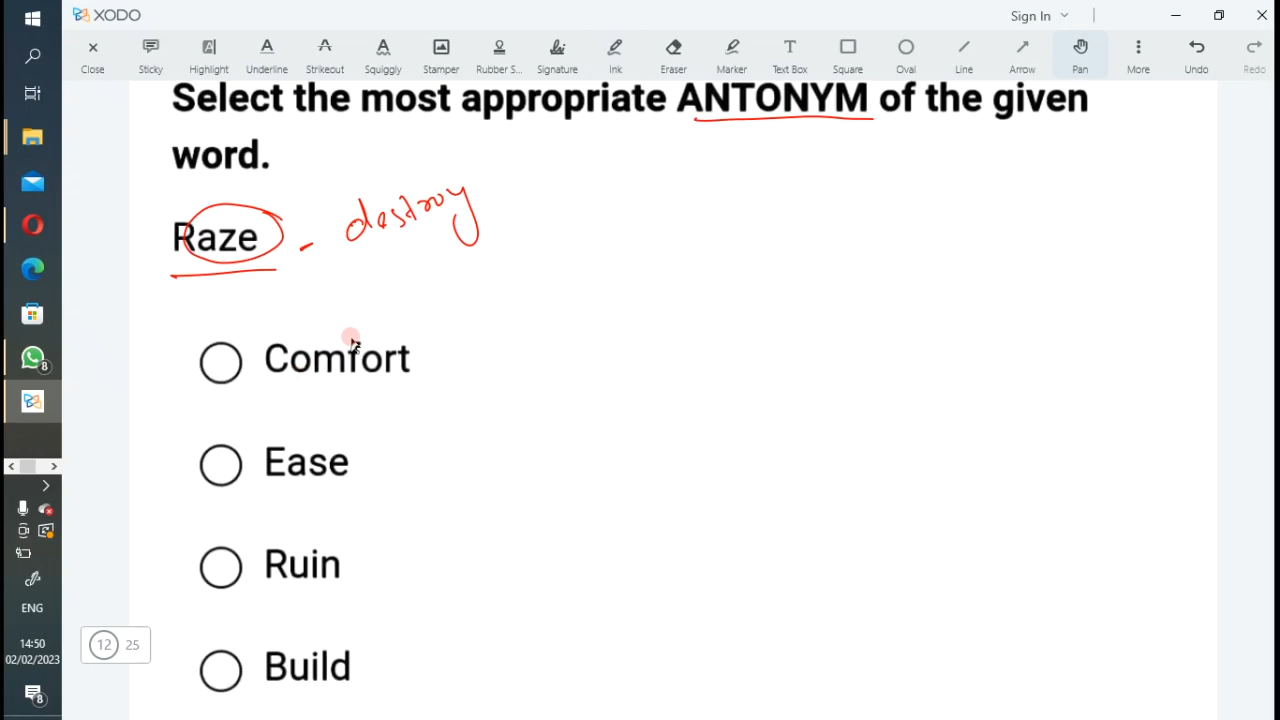 XODO
Sign In
Close
Sticky
Highlight
Underline
Strikeout
Squiggly
Stamper
Rubber S...
Signature
Ink
Eraser
Marker
Text Box
Square
Oval
Line
Arrow
Pan
More
Undo
Redo
Select the most appropriate ANTONYM of the given
word.
Raze - destroy
Comfort
Ease
Ruin
Build
12 25
8
ENG
14:50
02/02/2023
8